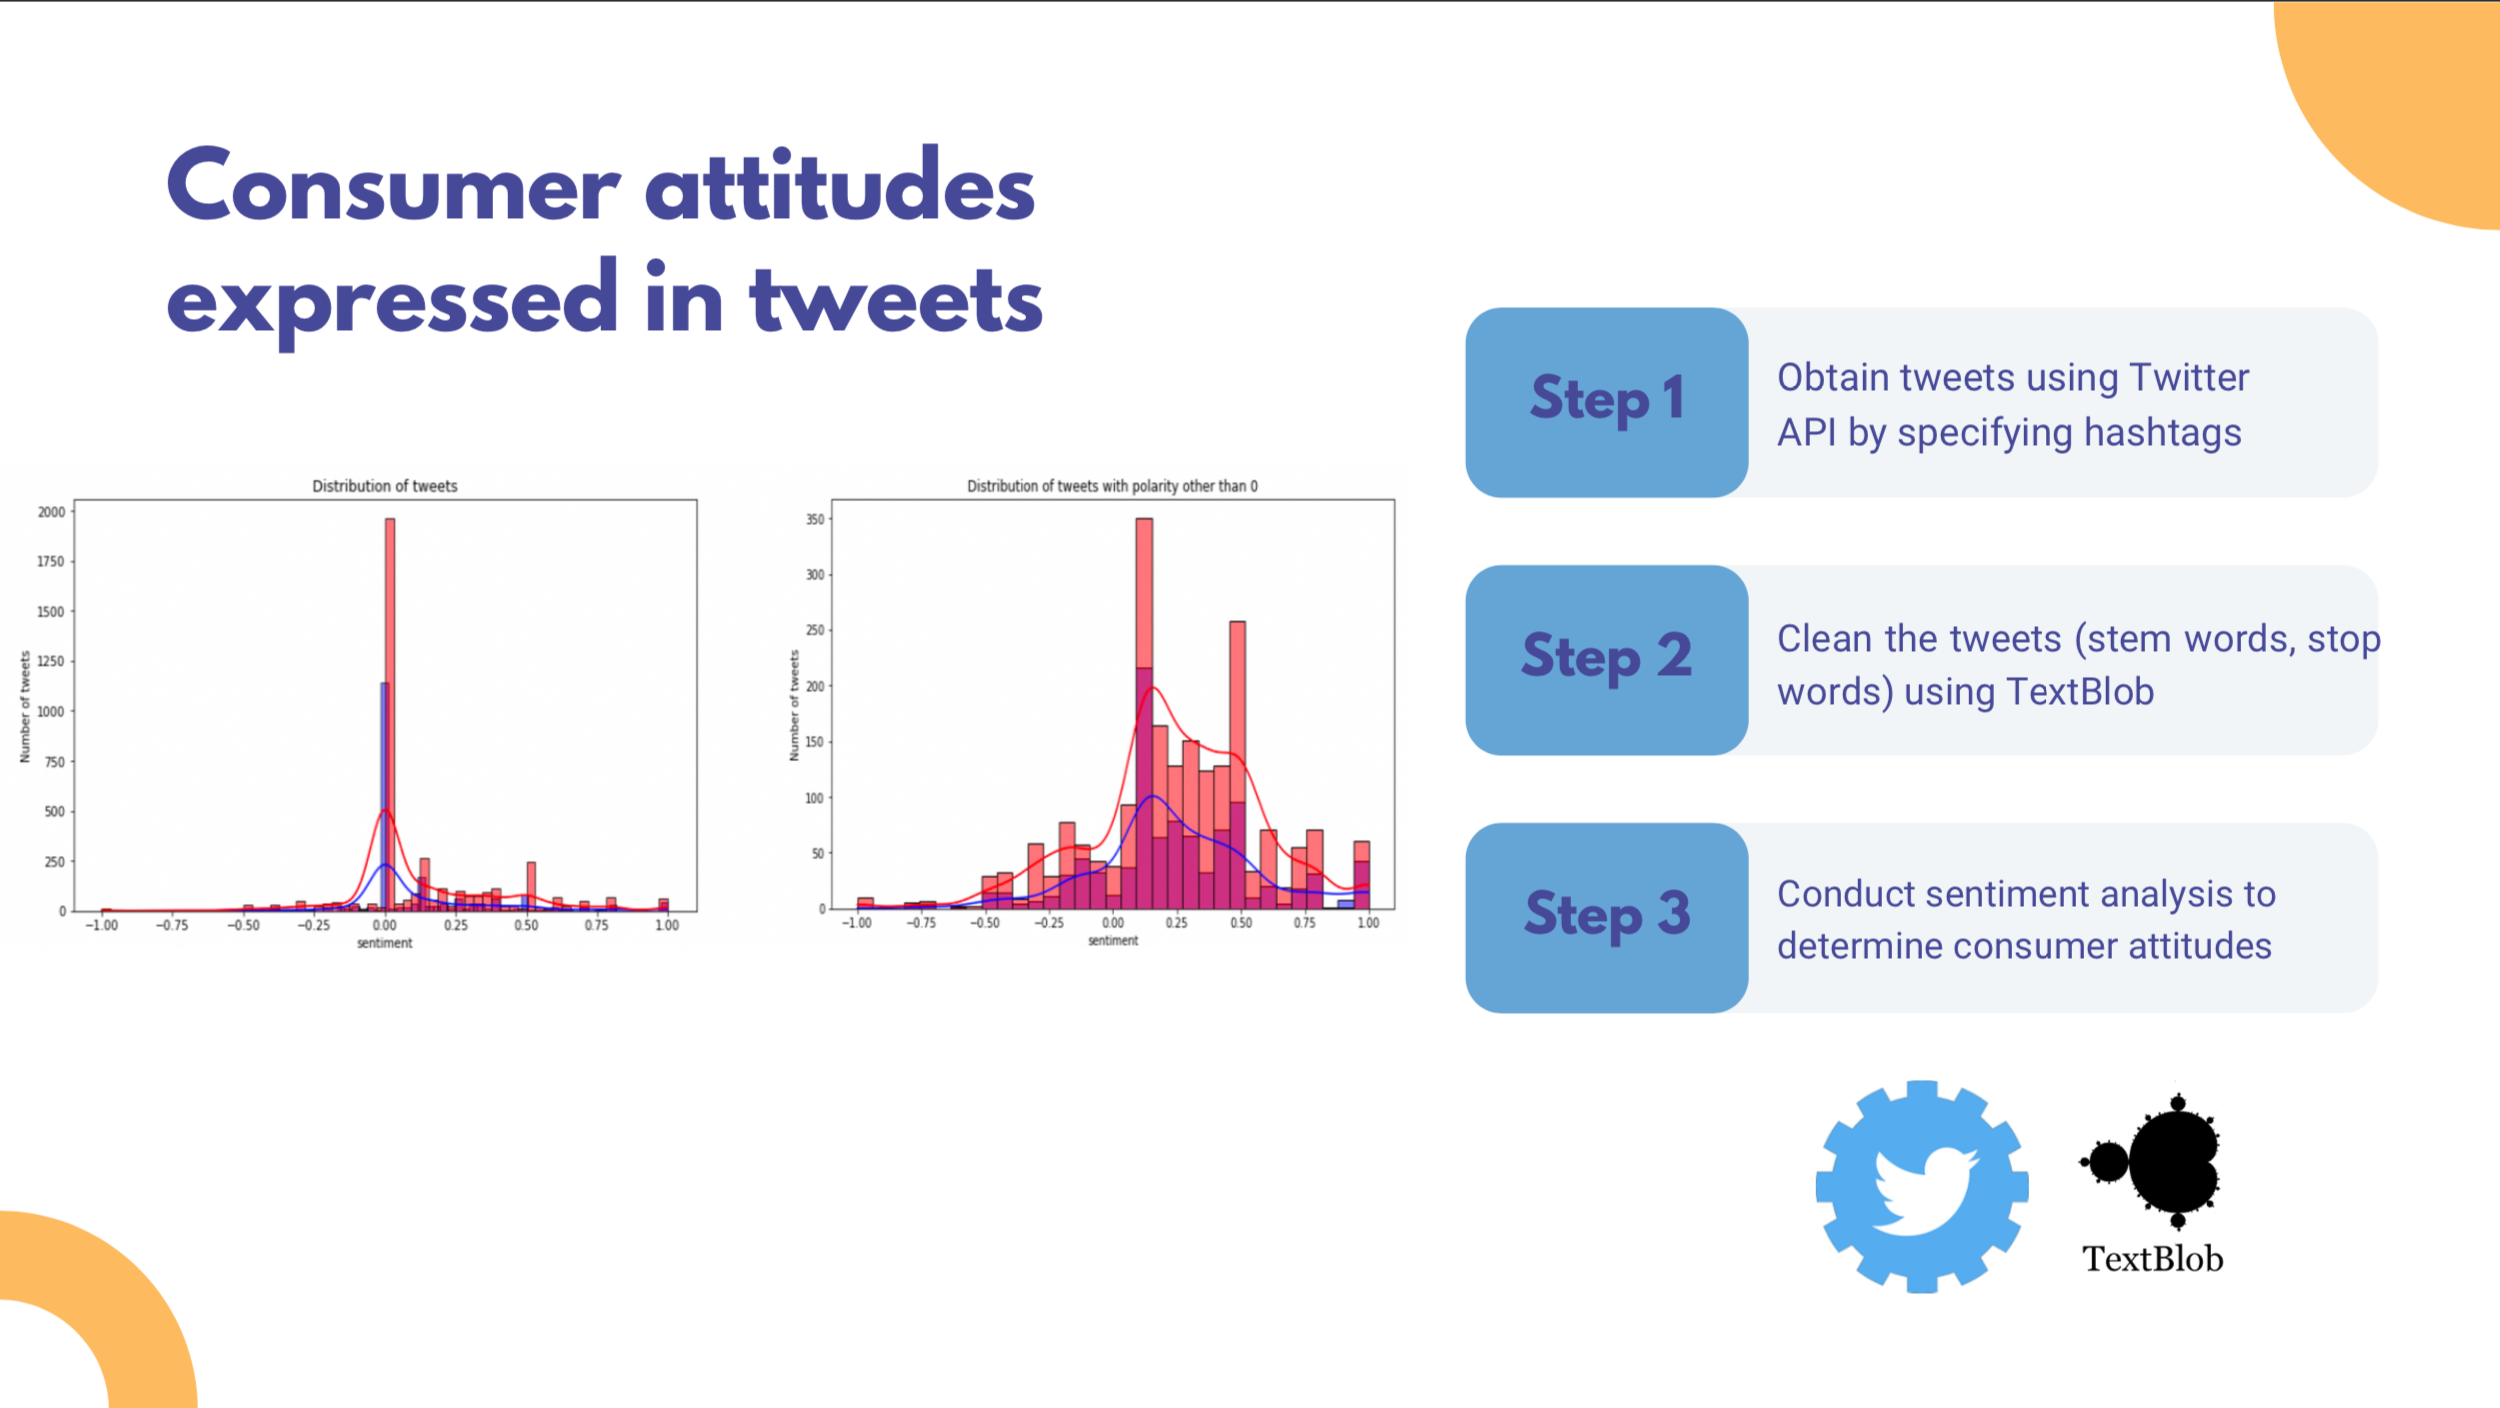 Consumer attitudes
expressed in tweets
Distribution of tweets
Number of tweets
2000
1750
1500
1250
1000
750
500
250
0
−1.00 −0.75 −0.50 −0.25 0.00 0.25 0.50 0.75 1.00
sentiment
Distribution of tweets with polarity other than 0
Number of tweets
350
300
250
200
150
100
50
0
−1.00 −0.75 −0.50 −0.25 0.00 0.25 0.50 0.75 1.00
sentiment
Step 1
Obtain tweets using Twitter
API by specifying hashtags
Step 2
Clean the tweets (stem words, stop
words) using TextBlob
Step 3
Conduct sentiment analysis to
determine consumer attitudes
TextBlob